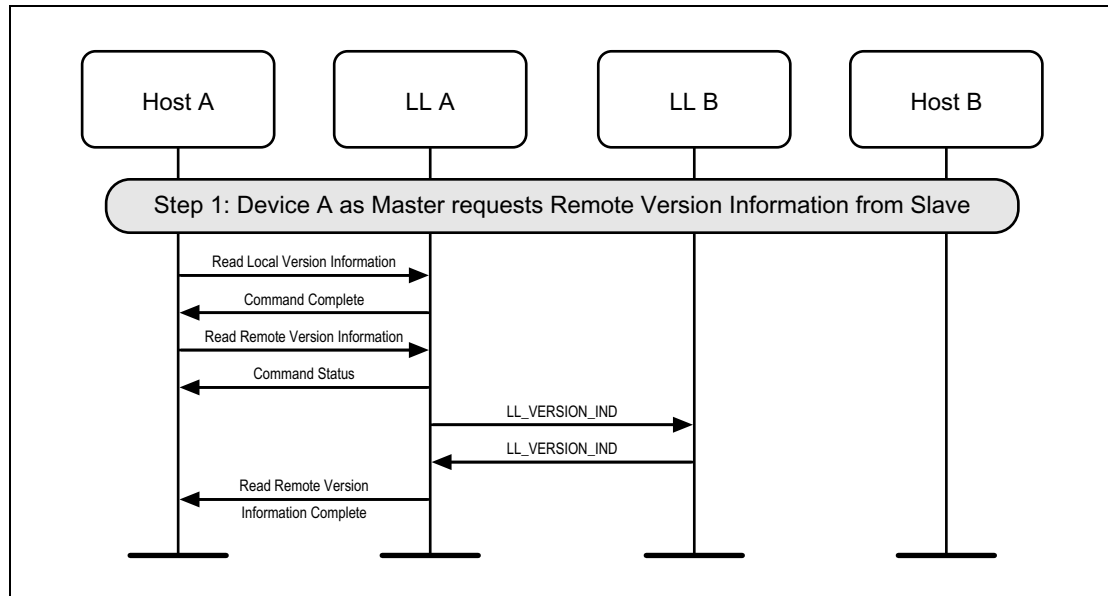 Host A
LL A
LL B
Host B
Step 1: Device A as Master requests Remote Version Information from Slave
Read Local Version Information
Command Complete
Read Remote Version Information
Command Status
LL_VERSION_IND
LL_VERSION_IND
Read Remote Version
Information Complete